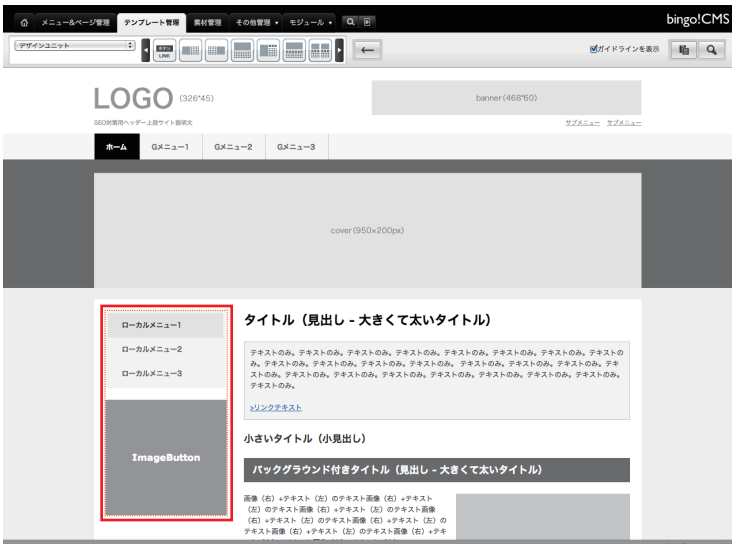 メニュー&ページ管理 テンプレート管理 素材管理 その他管理 ▼ モジュール ▼ bingo!CMS
デザインユニット ボタン LINK ガイドラインを表示
LOGO (326*45) banner(468*60)
SEO対策用ヘッダー上段サイト説明文 サブメニュー サブメニュー
ホーム Gメニュー1 Gメニュー2 Gメニュー3
cover(950×200px)
ローカルメニュー1
ローカルメニュー2
ローカルメニュー3
ImageButton
タイトル（見出し - 大きくて太いタイトル）
テキストのみ。テキストのみ。テキストのみ。テキストのみ。テキストのみ。テキストのみ。テキストのみ。テキストの
み。テキストのみ。テキストのみ。テキストのみ。テキストのみ。 テキストのみ。テキストのみ。テキストのみ。テキ
ストのみ。テキストのみ。テキストのみ。テキストのみ。テキストのみ。テキストのみ。テキストのみ。テキストのみ。
テキストのみ。
>リンクテキスト
小さいタイトル（小見出し）
バックグラウンド付きタイトル（見出し - 大きくて太いタイトル）
画像（右）+テキスト（左）のテキスト画像（右）+テキスト
（左）のテキスト画像（右）+テキスト（左）のテキスト画像
（右）+テキスト（左）のテキスト画像（右）+テキスト（左）の
テキスト画像（右）+テキスト（左）のテキスト画像（右）+テキ